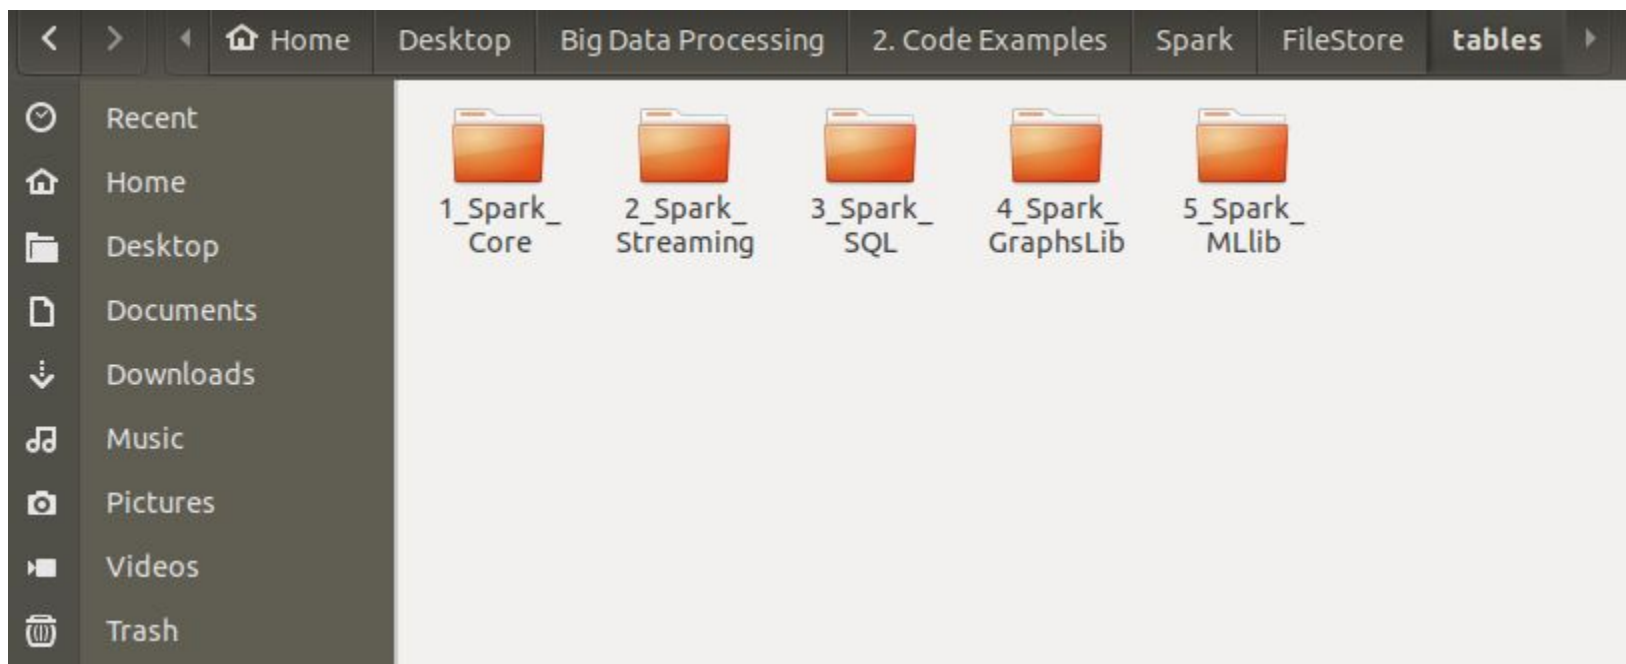 Home Desktop Big Data Processing 2. Code Examples Spark FileStore tables
Recent
Home
Desktop
Documents
Downloads
Music
Pictures
Videos
Trash
1_Spark_
Core
2_Spark_
Streaming
3_Spark_
SQL
4_Spark_
GraphsLib
5_Spark_
MLlib